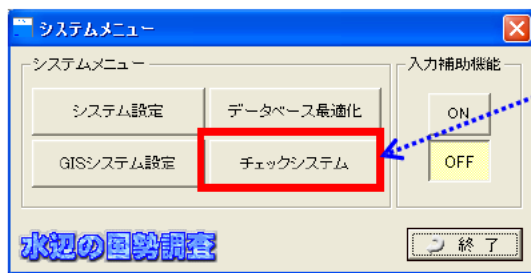 システムメニュー
システムメニュー
入力補助機能
システム設定
データベース最適化
ON
GISシステム設定
チェックシステム
OFF
水辺の国勢調査
終 了